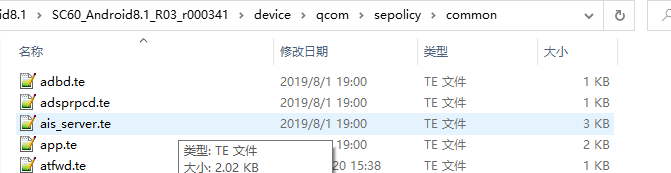 id8.1 > SC60_Android8.1_R03_r000341 > device > qcom > sepolicy > common
名称 修改日期 类型 大小
adbd.te 2019/8/1 19:00 TE 文件 1 KB
adsprpcd.te 2019/8/1 19:00 TE 文件 1 KB
ais_server.te 2019/8/1 19:00 TE 文件 3 KB
app.te 19:00 TE 文件 2 KB
类型: TE 文件
atfwd.te 20 15:38 TE 文件 1 KB
大小: 2.02 KB